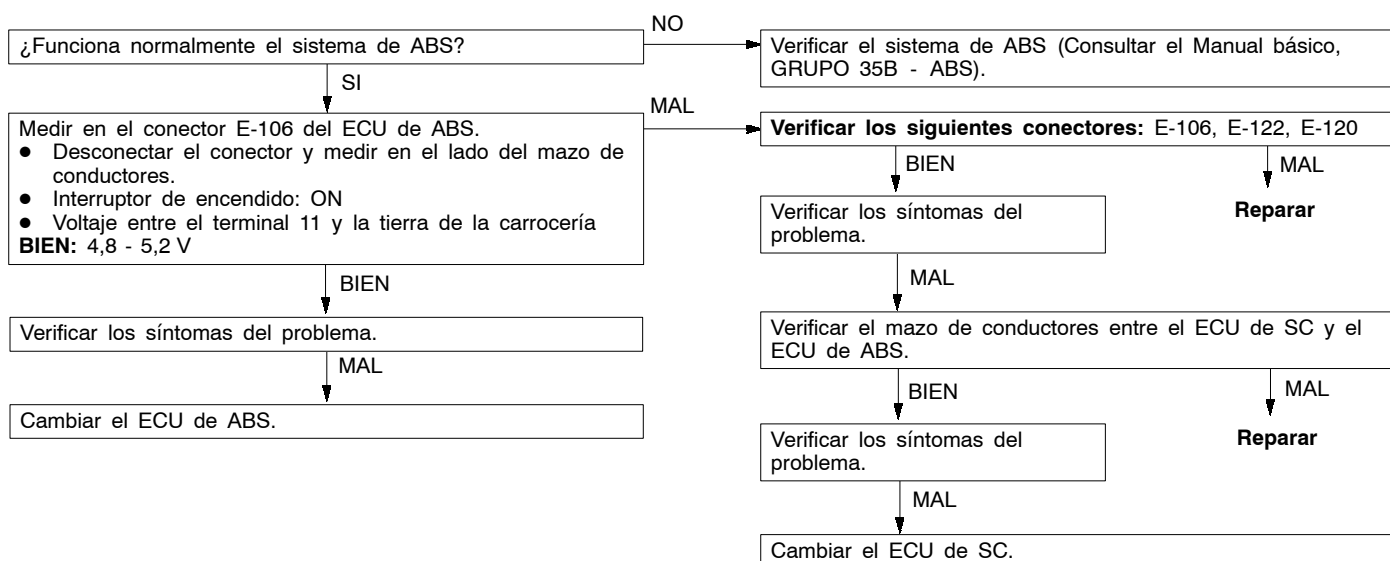 ¿Funciona normalmente el sistema de ABS?
NO
Verificar el sistema de ABS (Consultar el Manual básico,
GRUPO 35B - ABS).
SI
Medir en el conector E-106 del ECU de ABS.
● Desconectar el conector y medir en el lado del mazo de
conductores.
● Interruptor de encendido: ON
● Voltaje entre el terminal 11 y la tierra de la carrocería
BIEN: 4,8 - 5,2 V
MAL
Verificar los siguientes conectores: E-106, E-122, E-120
BIEN
MAL
Verificar los síntomas del
problema.
Reparar
BIEN
Verificar los síntomas del problema.
MAL
Cambiar el ECU de ABS.
MAL
Verificar el mazo de conductores entre el ECU de SC y el
ECU de ABS.
BIEN
MAL
Verificar los síntomas del
problema.
Reparar
MAL
Cambiar el ECU de SC.